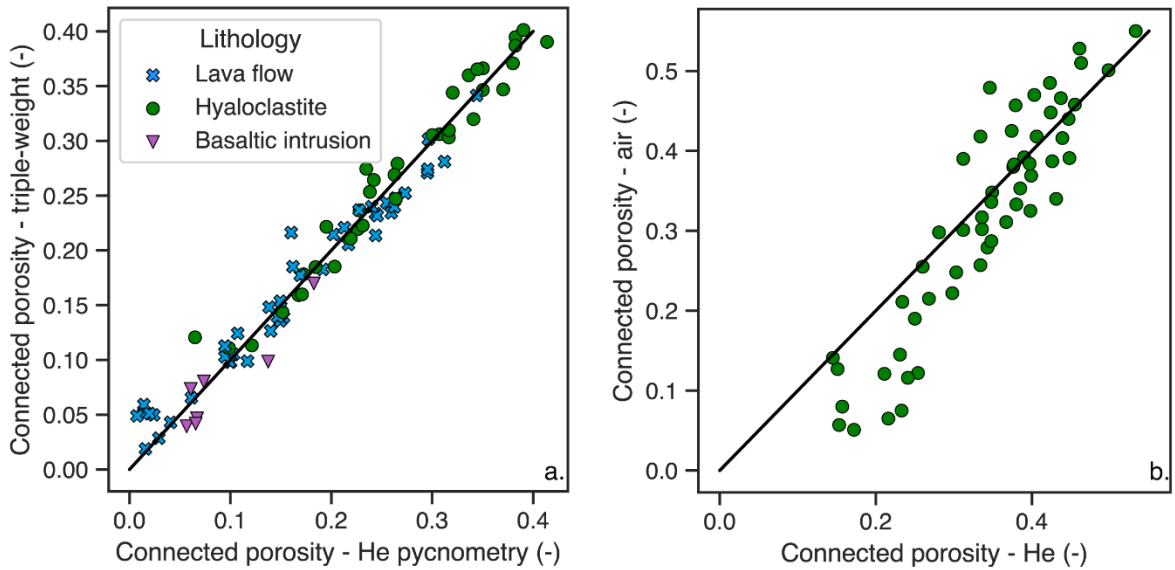 Connected porosity - triple-weight (-)
0.40
0.35
0.30
0.25
0.20
0.15
0.10
0.05
0.00
Lithology
Lava flow
Hyaloclastite
Basaltic intrusion
a.
0.0 0.1 0.2 0.3 0.4
Connected porosity - He pycnometry (-)
Connected porosity - air (-)
0.5
0.4
0.3
0.2
0.1
0.0
b.
0.0 0.2 0.4
Connected porosity - He (-)